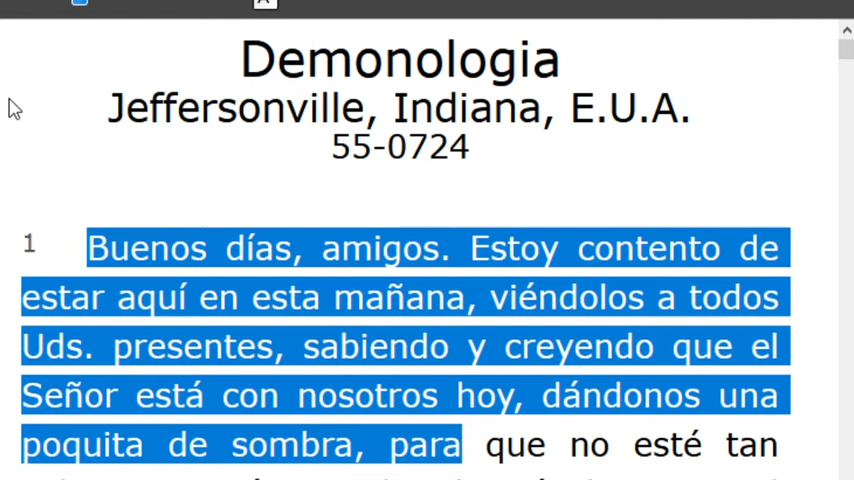 Demonologia
Jeffersonville, Indiana, E.U.A.
55-0724
1 Buenos días, amigos. Estoy contento de
estar aquí en esta mañana, viéndolos a todos
Uds. presentes, sabiendo y creyendo que el
Señor está con nosotros hoy, dándonos una
poquita de sombra, para que no esté tan